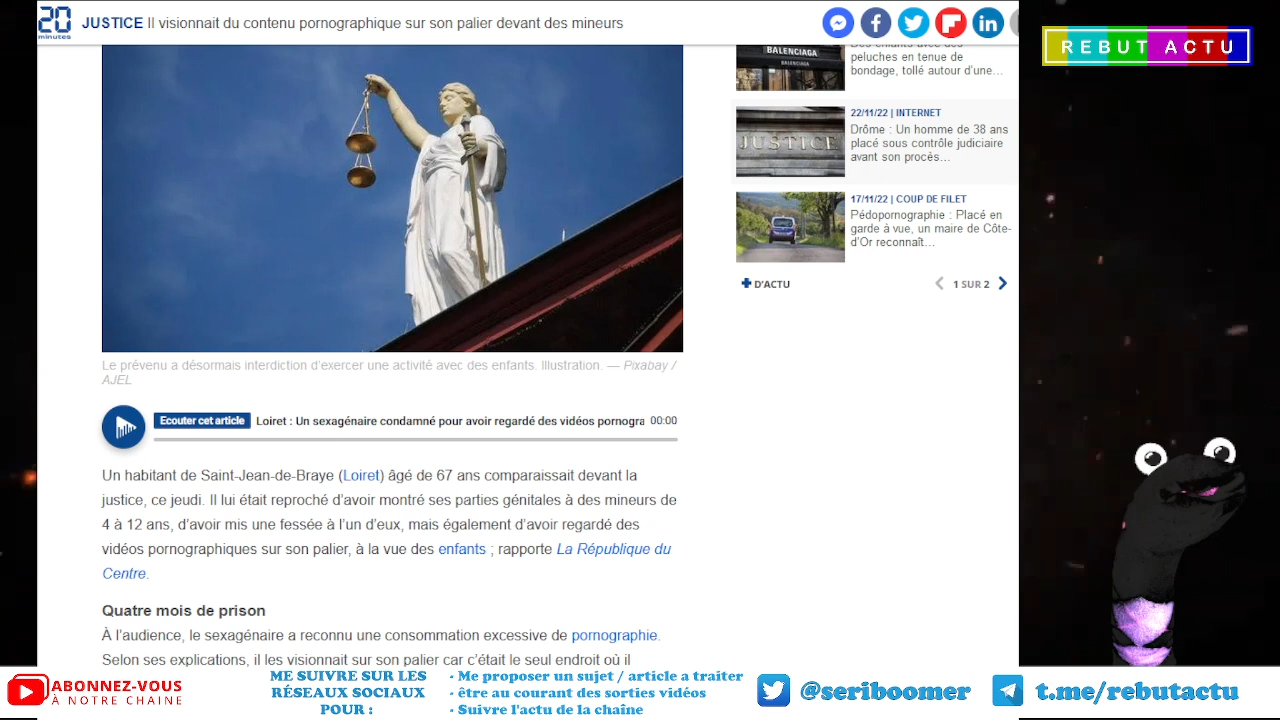 20
minutes
JUSTICE Il visionnait du contenu pornographique sur son palier devant des mineurs
REBUT ACTU
BALENCIAGA
BALENCIAGA
Des enfants avec des
peluches en tenue de
bondage, tollé autour d'une…
JUSTICE
22/11/22 | INTERNET
Drôme : Un homme de 38 ans
placé sous contrôle judiciaire
avant son procès…
17/11/22 | COUP DE FILET
Pédopornographie : Placé en
garde à vue, un maire de Côte-
d'Or reconnaît…
D'ACTU
1 SUR 2
Le prévenu a désormais interdiction d'exercer une activité avec des enfants. Illustration. — Pixabay /
AJEL
Ecouter cet article Loiret : Un sexagénaire condamné pour avoir regardé des vidéos pornogra 00:00
Un habitant de Saint-Jean-de-Braye (Loiret) âgé de 67 ans comparaissait devant la
justice, ce jeudi. Il lui était reproché d'avoir montré ses parties génitales à des mineurs de
4 à 12 ans, d'avoir mis une fessée à l'un d'eux, mais également d'avoir regardé des
vidéos pornographiques sur son palier, à la vue des enfants ; rapporte La République du
Centre.
Quatre mois de prison
À l'audience, le sexagénaire a reconnu une consommation excessive de pornographie.
Selon ses explications, il les visionnait sur son palier car c'était le seul endroit où il
ABONNEZ-VOUS
À NOTRE CHAINE
ME SUIVRE SUR LES
RÉSEAUX SOCIAUX
POUR :
- Me proposer un sujet / article a traiter
- être au courant des sorties vidéos
- Suivre l'actu de la chaîne
@seriboomer
t.me/rebutactu